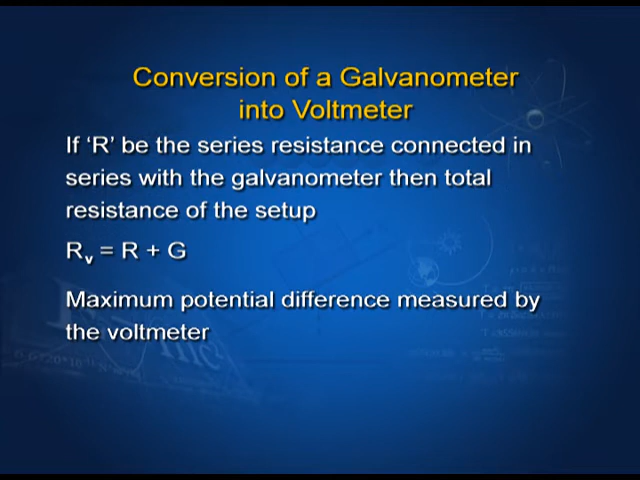 Conversion of a Galvanometer
into Voltmeter
If ‘R’ be the series resistance connected in
series with the galvanometer then total
resistance of the setup
Rv = R + G
Maximum potential difference measured by
the voltmeter